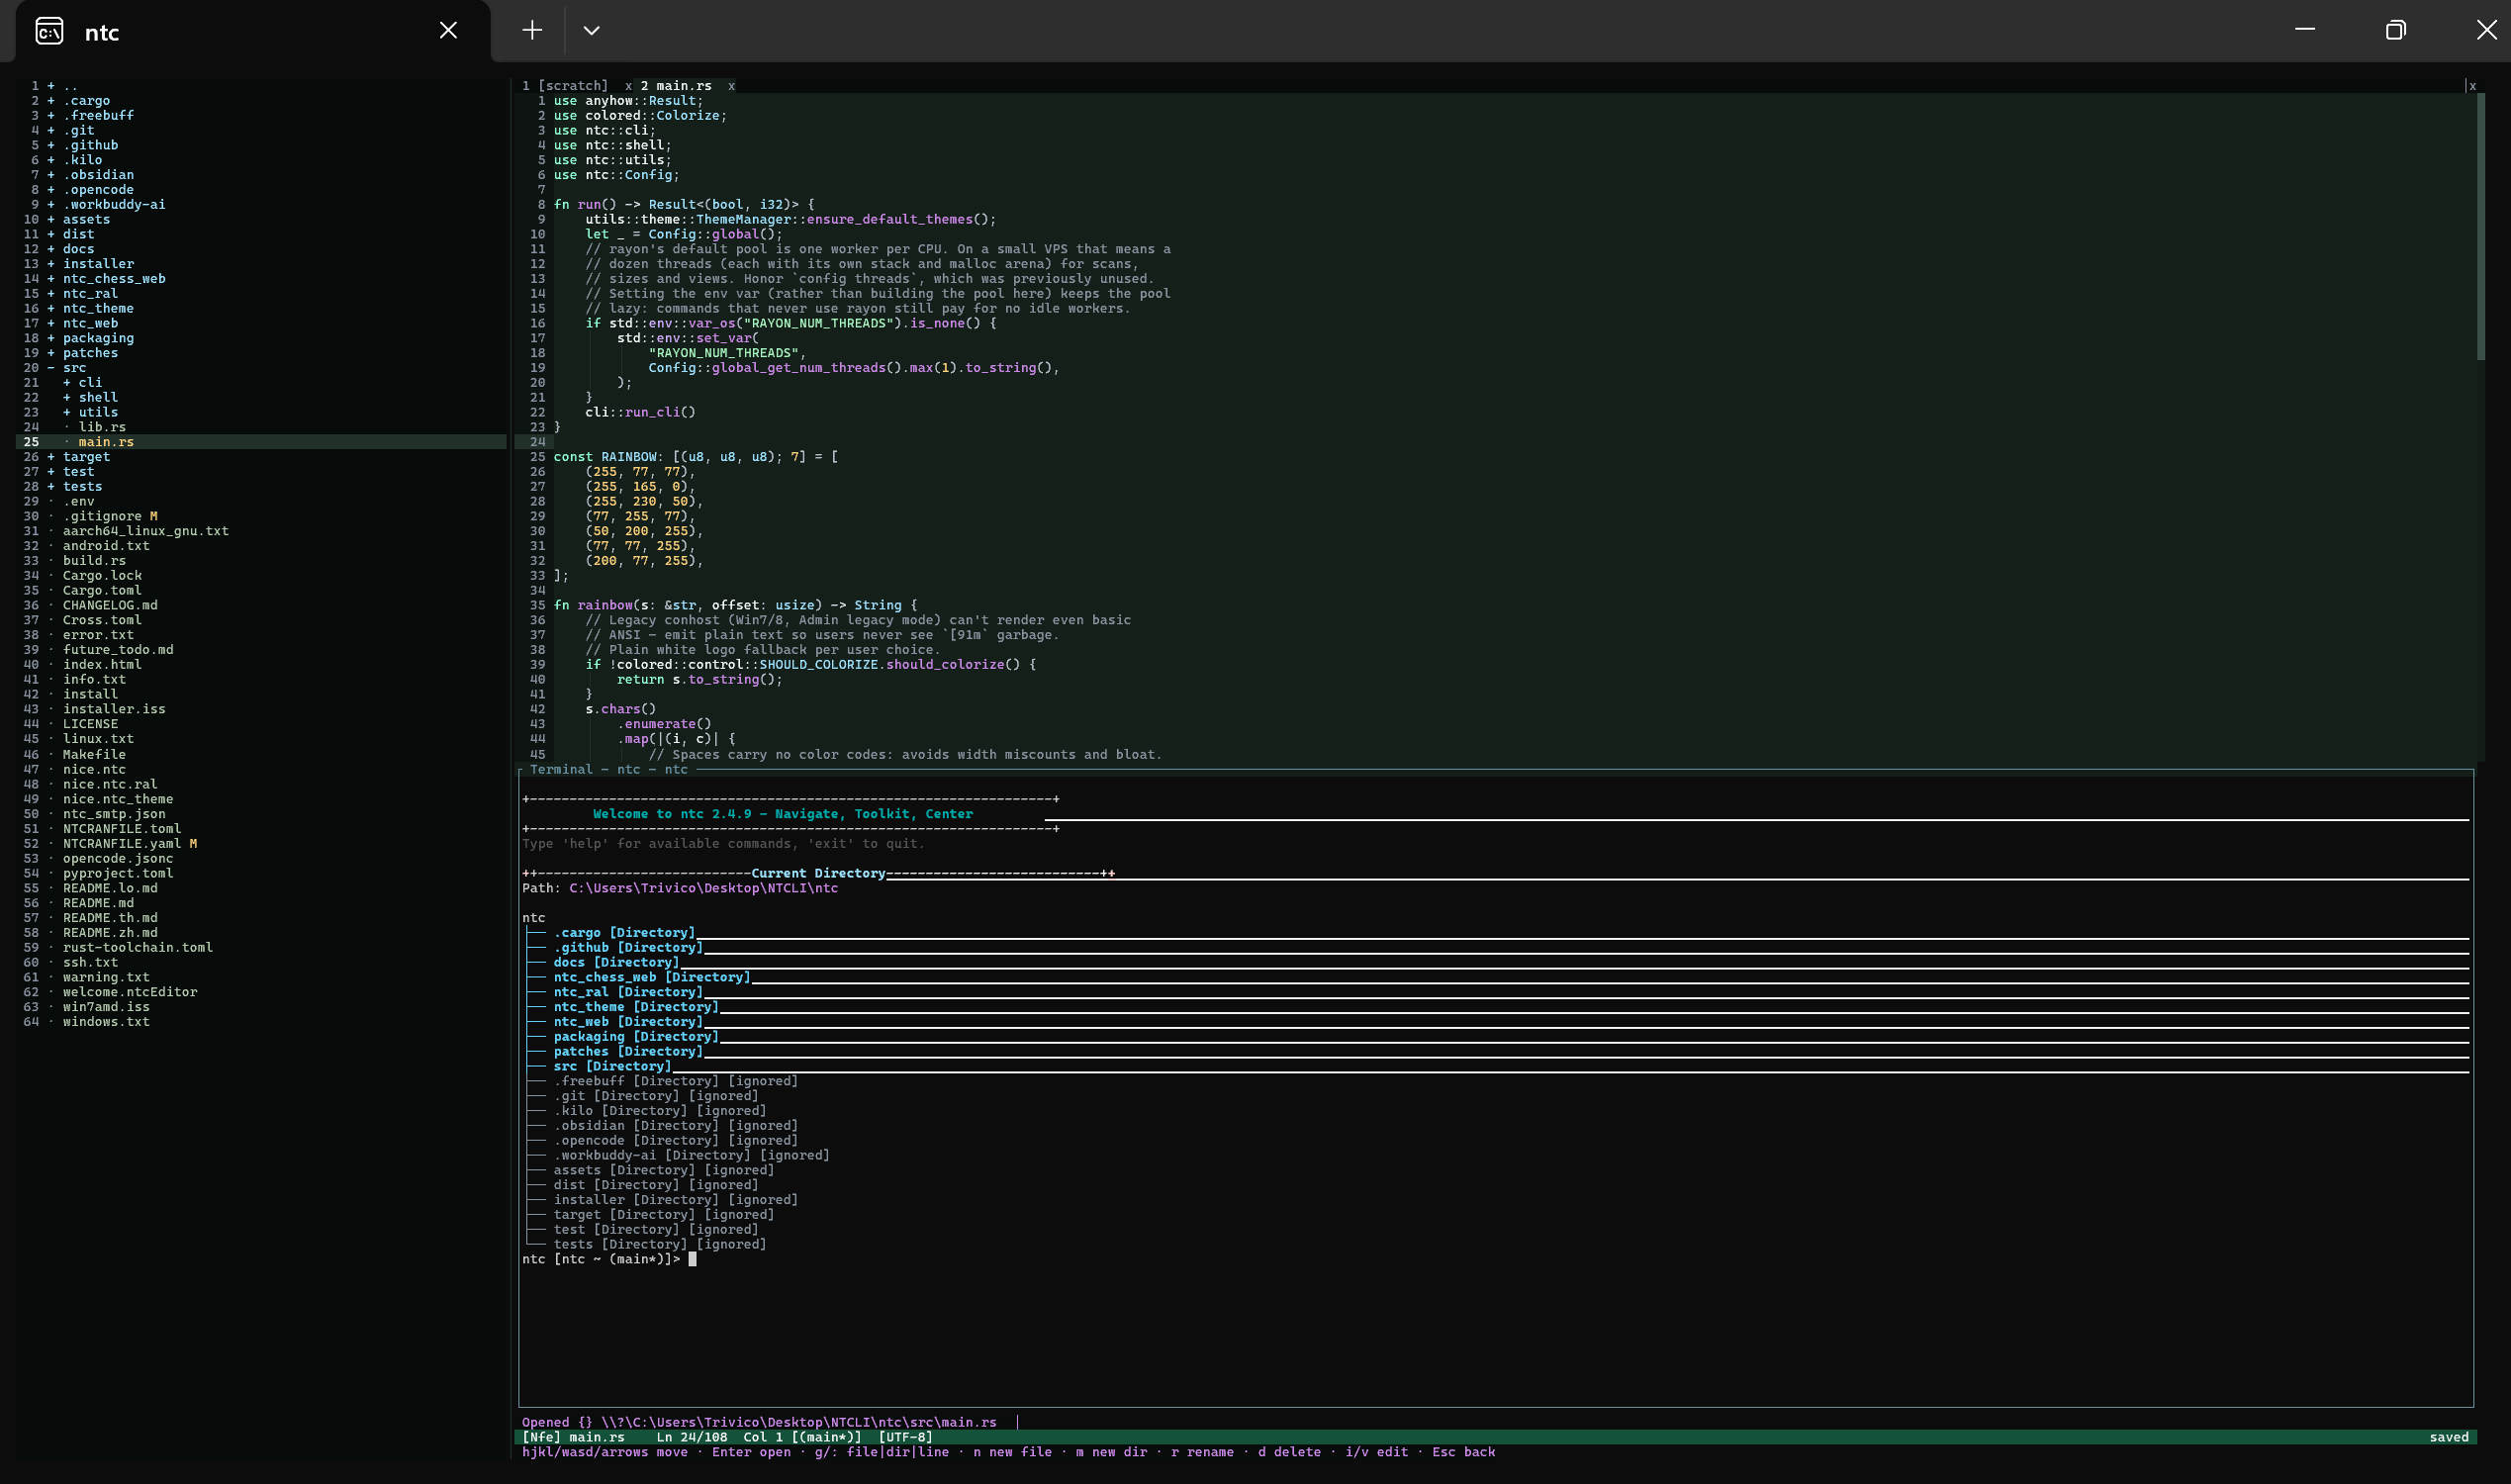 ntc
1 + ..
2 + .cargo
3 + .freebuff
4 + .git
5 + .github
6 + .kilo
7 + .obsidian
8 + .opencode
9 + .workbuddy-ai
10 + assets
11 + dist
12 + docs
13 + installer
14 + ntc_chess_web
15 + ntc_ral
16 + ntc_theme
17 + ntc_web
18 + packaging
19 + patches
20 - src
21   + cli
22   + shell
23   + utils
24   · lib.rs
25   · main.rs
26 + target
27 + test
28 + tests
29 · .env
30 · .gitignore M
31 · aarch64_linux_gnu.txt
32 · android.txt
33 · build.rs
34 · Cargo.lock
35 · Cargo.toml
36 · CHANGELOG.md
37 · Cross.toml
38 · error.txt
39 · future_todo.md
40 · index.html
41 · info.txt
42 · install
43 · installer.iss
44 · LICENSE
45 · linux.txt
46 · Makefile
47 · nice.ntc
48 · nice.ntc.ral
49 · nice.ntc_theme
50 · ntc_smtp.json
51 · NTCRANFILE.toml
52 · NTCRANFILE.yaml M
53 · opencode.jsonc
54 · pyproject.toml
55 · README.lo.md
56 · README.md
57 · README.th.md
58 · README.zh.md
59 · rust-toolchain.toml
60 · ssh.txt
61 · warning.txt
62 · welcome.ntcEditor
63 · win7amd.iss
64 · windows.txt
1 [scratch]  x 2 main.rs  x |x
1 use anyhow::Result;
2 use colored::Colorize;
3 use ntc::cli;
4 use ntc::shell;
5 use ntc::utils;
6 use ntc::Config;
7
8 fn run() -> Result<(bool, i32)> {
9     utils::theme::ThemeManager::ensure_default_themes();
10     let _ = Config::global();
11     // rayon's default pool is one worker per CPU. On a small VPS that means a
12     // dozen threads (each with its own stack and malloc arena) for scans,
13     // sizes and views. Honor `config threads`, which was previously unused.
14     // Setting the env var (rather than building the pool here) keeps the pool
15     // lazy: commands that never use rayon still pay for no idle workers.
16     if std::env::var_os("RAYON_NUM_THREADS").is_none() {
17         std::env::set_var(
18             "RAYON_NUM_THREADS",
19             Config::global_get_num_threads().max(1).to_string(),
20         );
21     }
22     cli::run_cli()
23 }
24
25 const RAINBOW: [(u8, u8, u8); 7] = [
26     (255, 77, 77),
27     (255, 165, 0),
28     (255, 230, 50),
29     (77, 255, 77),
30     (50, 200, 255),
31     (77, 77, 255),
32     (200, 77, 255),
33 ];
34
35 fn rainbow(s: &str, offset: usize) -> String {
36     // Legacy conhost (Win7/8, Admin legacy mode) can't render even basic
37     // ANSI — emit plain text so users never see `[91m` garbage.
38     // Plain white logo fallback per user choice.
39     if !colored::control::SHOULD_COLORIZE.should_colorize() {
40         return s.to_string();
41     }
42     s.chars()
43         .enumerate()
44         .map(|(i, c)| {
45             // Spaces carry no color codes: avoids width miscounts and bloat.
Terminal — ntc — ntc
+------------------------------------------------------------------+
Welcome to ntc 2.4.9 - Navigate, Toolkit, Center
+------------------------------------------------------------------+
Type 'help' for available commands, 'exit' to quit.
++---------------------------Current Directory---------------------------++
Path: C:\Users\Trivico\Desktop\NTCLI\ntc
ntc
├── .cargo [Directory]
├── .github [Directory]
├── docs [Directory]
├── ntc_chess_web [Directory]
├── ntc_ral [Directory]
├── ntc_theme [Directory]
├── ntc_web [Directory]
├── packaging [Directory]
├── patches [Directory]
├── src [Directory]
├── .freebuff [Directory] [ignored]
├── .git [Directory] [ignored]
├── .kilo [Directory] [ignored]
├── .obsidian [Directory] [ignored]
├── .opencode [Directory] [ignored]
├── .workbuddy-ai [Directory] [ignored]
├── assets [Directory] [ignored]
├── dist [Directory] [ignored]
├── installer [Directory] [ignored]
├── target [Directory] [ignored]
├── test [Directory] [ignored]
└── tests [Directory] [ignored]
ntc [ntc ~ (main*)]>
Opened {} \\?\C:\Users\Trivico\Desktop\NTCLI\ntc\src\main.rs
[Nfe] main.rs    Ln 24/108  Col 1 [(main*)]  [UTF-8] saved
hjkl/wasd/arrows move · Enter open · g/: file|dir|line · n new file · m new dir · r rename · d delete · i/v edit · Esc back